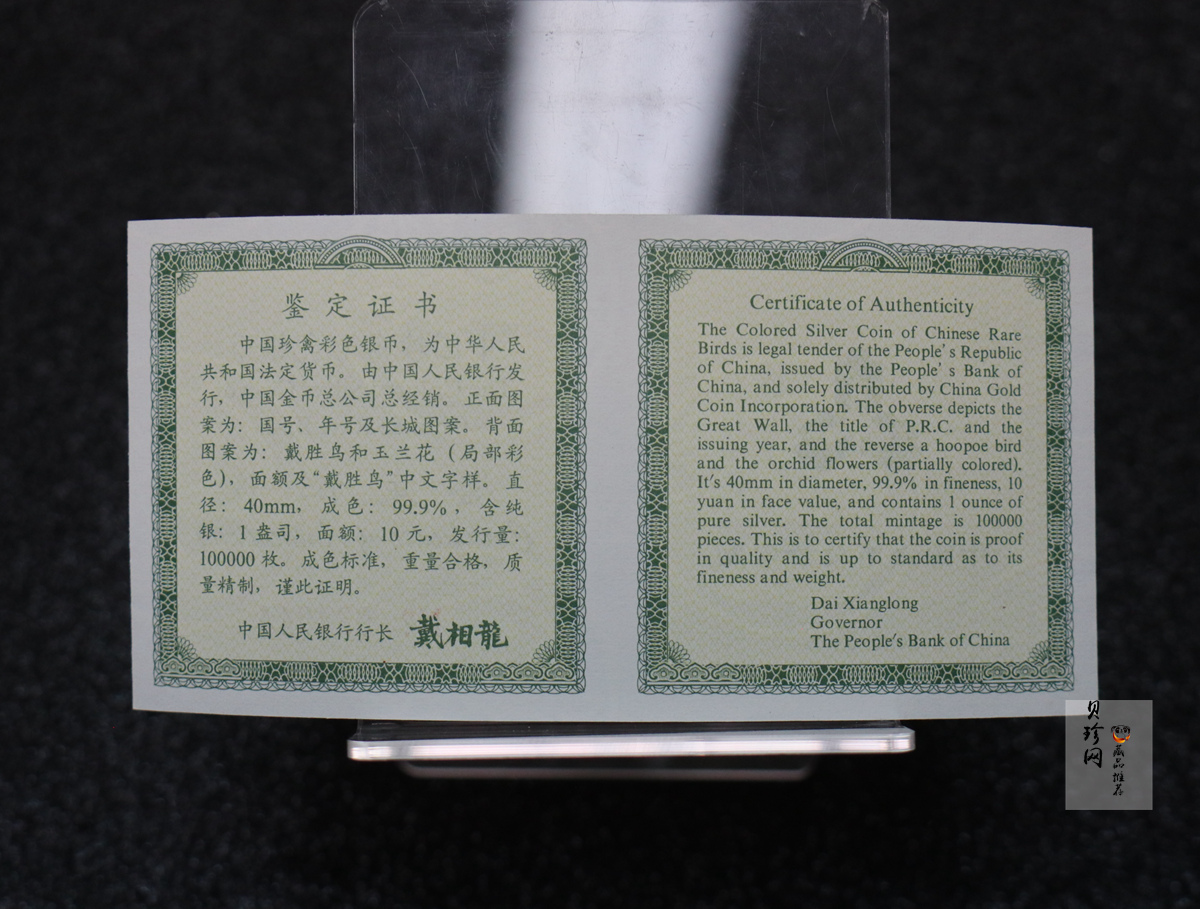 鉴定证书
中国珍禽彩色银币，为中华人民
共和国法定货币。由中国人民银行发
行，中国金币总公司总经销。正面图
案为：国号、年号及长城图案。背面
图案为：戴胜鸟和玉兰花（局部彩
色），面额及“戴胜鸟”中文字样。直
径：40mm，成色：99.9%，含纯
银：1盎司，面额：10元，发行量：
100000枚。成色标准，重量合格，质
量精制，谨此证明。
中国人民银行行长 戴相龍
Certificate of Authenticity
The Colored Silver Coin of Chinese Rare
Birds is legal tender of the People's Republic
of China, issued by the People's Bank of
China, and solely distributed by China Gold
Coin Incorporation. The obverse depicts the
Great Wall, the title of P.R.C. and the
issuing year, and the reverse a hoopoe bird
and the orchid flowers (partially colored).
It's 40mm in diameter, 99.9% in fineness, 10
yuan in face value, and contains 1 ounce of
pure silver. The total mintage is 100000
pieces. This is to certify that the coin is proof
in quality and is up to standard as to its
fineness and weight.
Dai Xianglong
Governor
The People's Bank of China
贝珍网
藏品推荐